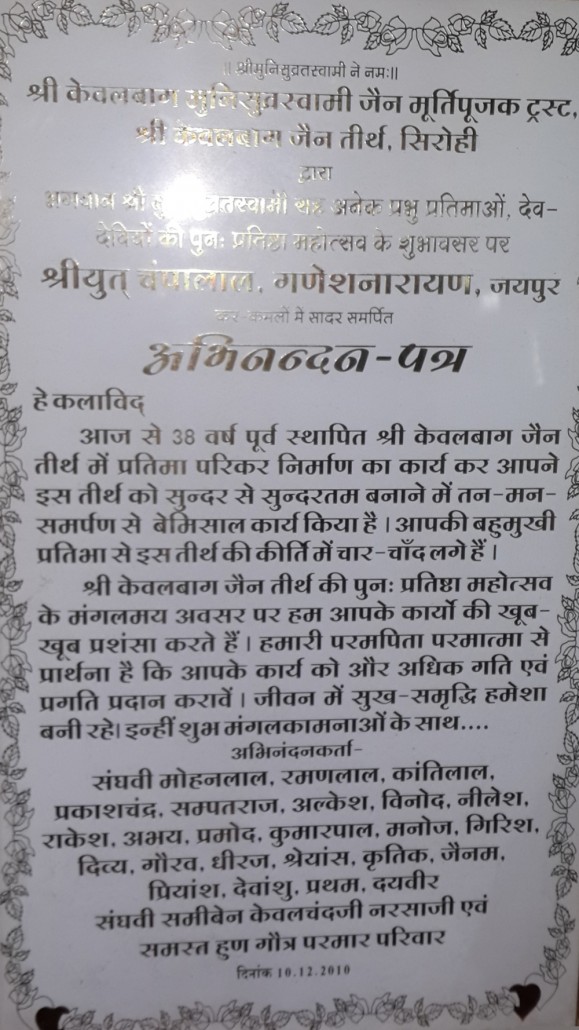 ॥ श्रीमुनिसुव्रतस्वामी ने नमः॥
श्री केवलबाग मुनिसुव्रस्वामी जैन मूर्तिपूजक ट्रस्ट,
श्री केवलबाग जैन तीर्थ, सिरोही
द्वारा
भगवान श्री मुनिसुव्रतस्वामी सह अनेक प्रभु प्रतिमाओं, देव-
देवियों की पुनः प्रतिष्ठा महोत्सव के शुभावसर पर
श्रीयुत् चंपालाल, गणेशनारायण, जयपुर
कर-कमलों में सादर समर्पित
अभिनन्दन-पत्र
हे कलाविद्
आज से 38 वर्ष पूर्व स्थापित श्री केवलबाग जैन
तीर्थ में प्रतिमा परिकर निर्माण का कार्य कर आपने
इस तीर्थ को सुन्दर से सुन्दरतम बनाने में तन-मन-
समर्पण से बेमिसाल कार्य किया है। आपकी बहुमुखी
प्रतिभा से इस तीर्थ की कीर्ति में चार-चाँद लगे हैं।
श्री केवलबाग जैन तीर्थ की पुनः प्रतिष्ठा महोत्सव
के मंगलमय अवसर पर हम आपके कार्यो की खूब-
खूब प्रशंसा करते हैं। हमारी परमपिता परमात्मा से
प्रार्थना है कि आपके कार्य को और अधिक गति एवं
प्रगति प्रदान करावें। जीवन में सुख-समृद्धि हमेशा
बनी रहे। इन्हीं शुभ मंगलकामनाओं के साथ....
अभिनंदनकर्ता-
संघवी मोहनलाल, रमणलाल, कांतिलाल,
प्रकाशचंद्र, सम्पतराज, अल्केश, विनोद, नीलेश,
राकेश, अभय, प्रमोद, कुमारपाल, मनोज, गिरिश,
दिव्य, गौरव, धीरज, श्रेयांस, कृतिक, जैनम,
प्रियांश, देवांशु, प्रथम, दयवीर
संघवी समीबेन केवलचंदजी नरसाजी एवं
समस्त हुण गौत्र परमार परिवार
दिनांक 10.12.2010